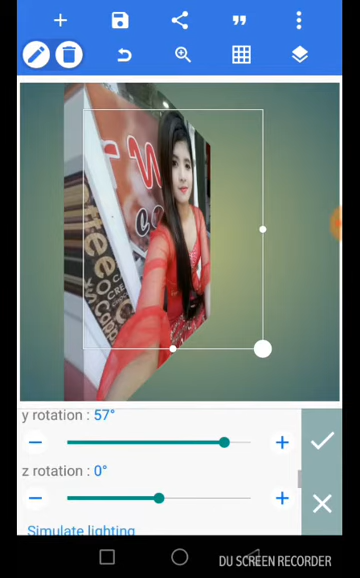 y rotation : 57°
z rotation : 0°
Simulate lighting
DU SCREEN RECORDER